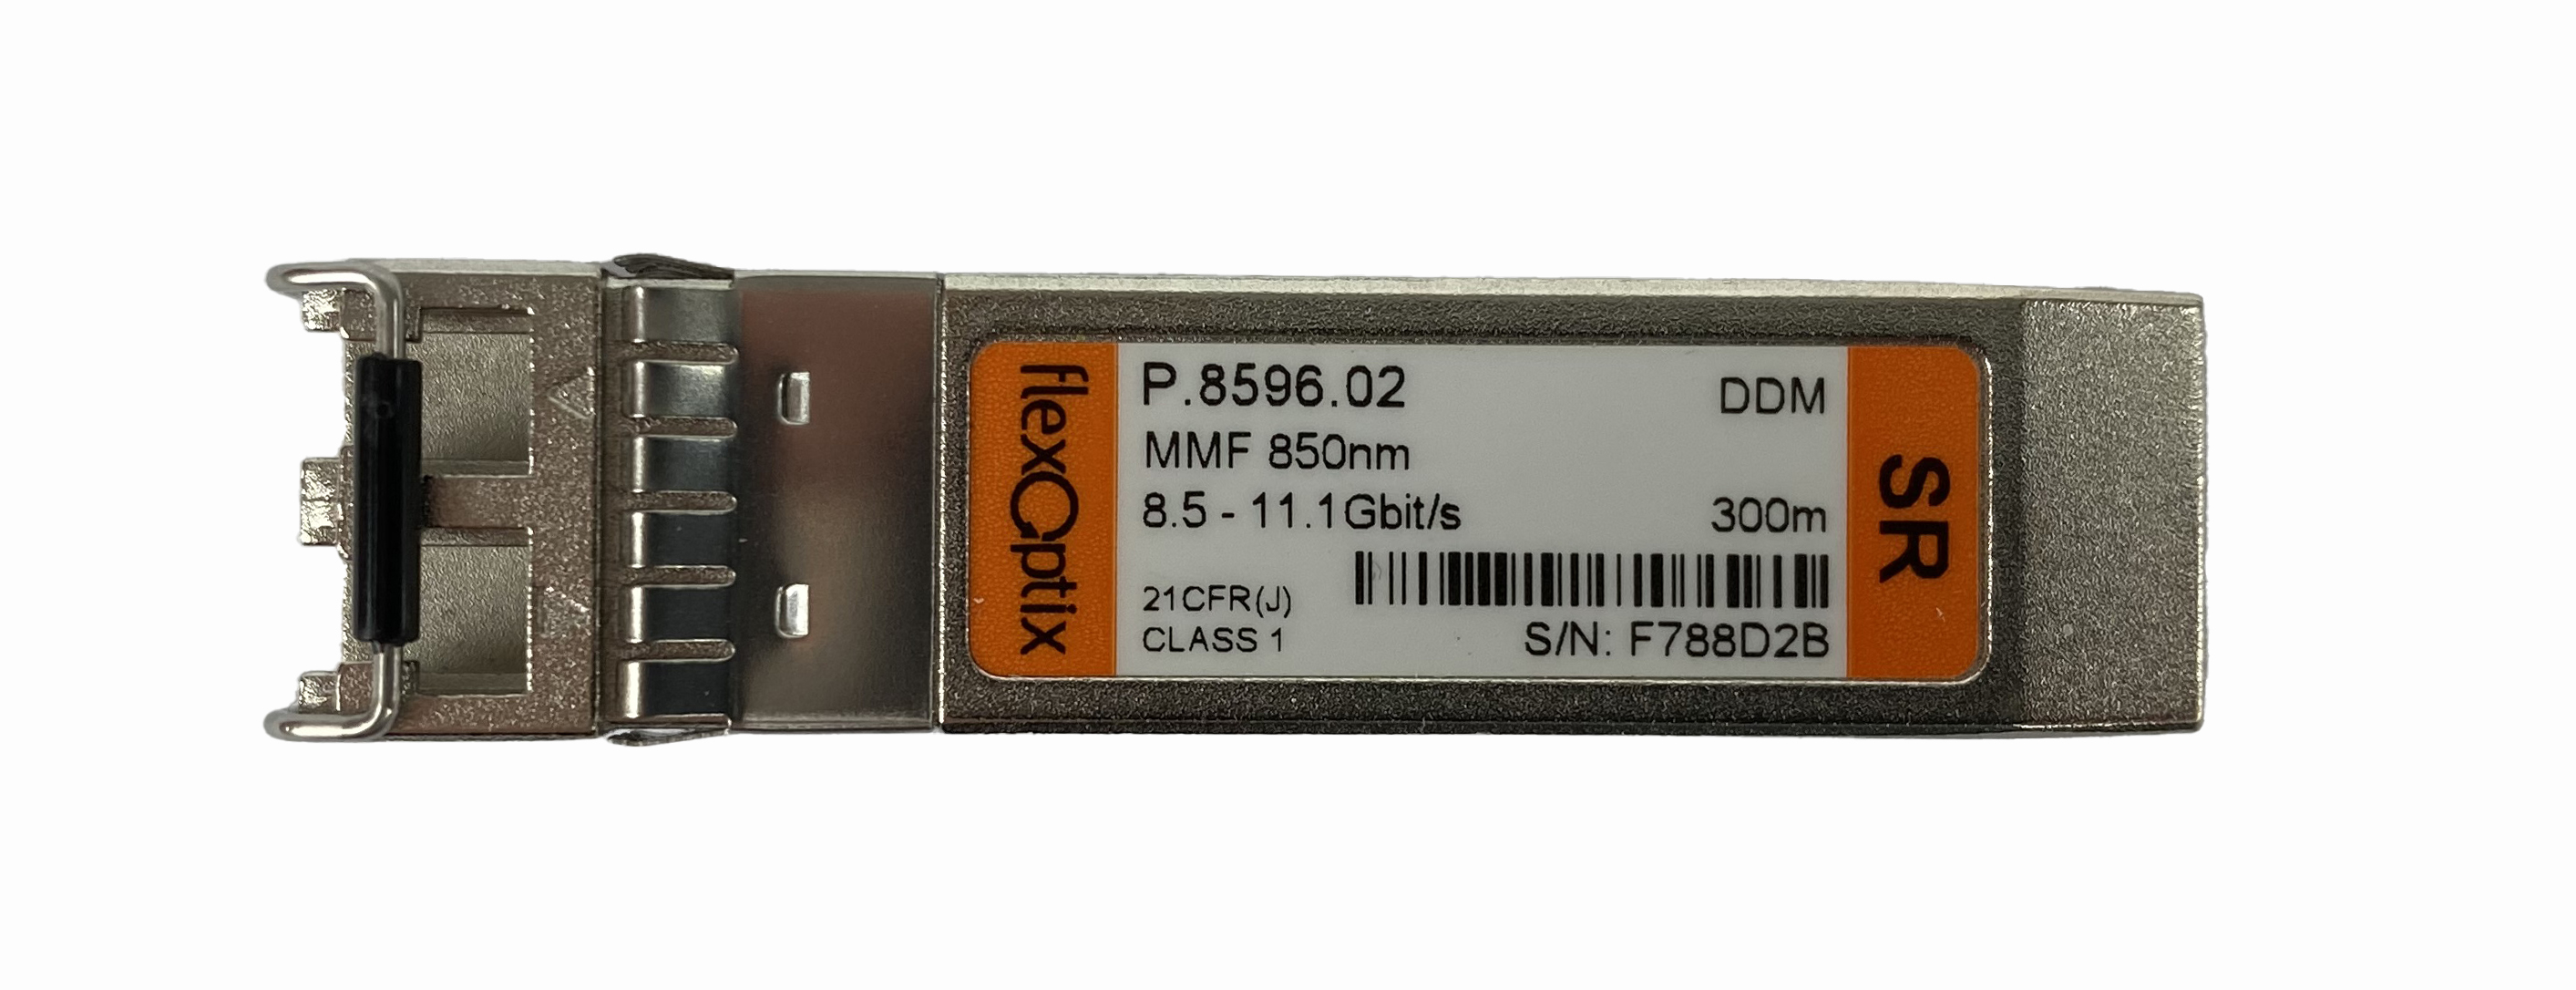 flexOptix
P.8596.02
DDM
MMF 850nm
8.5 - 11.1Gbit/s
300m
21CFR(J)
CLASS 1
S/N: F788D2B
SR